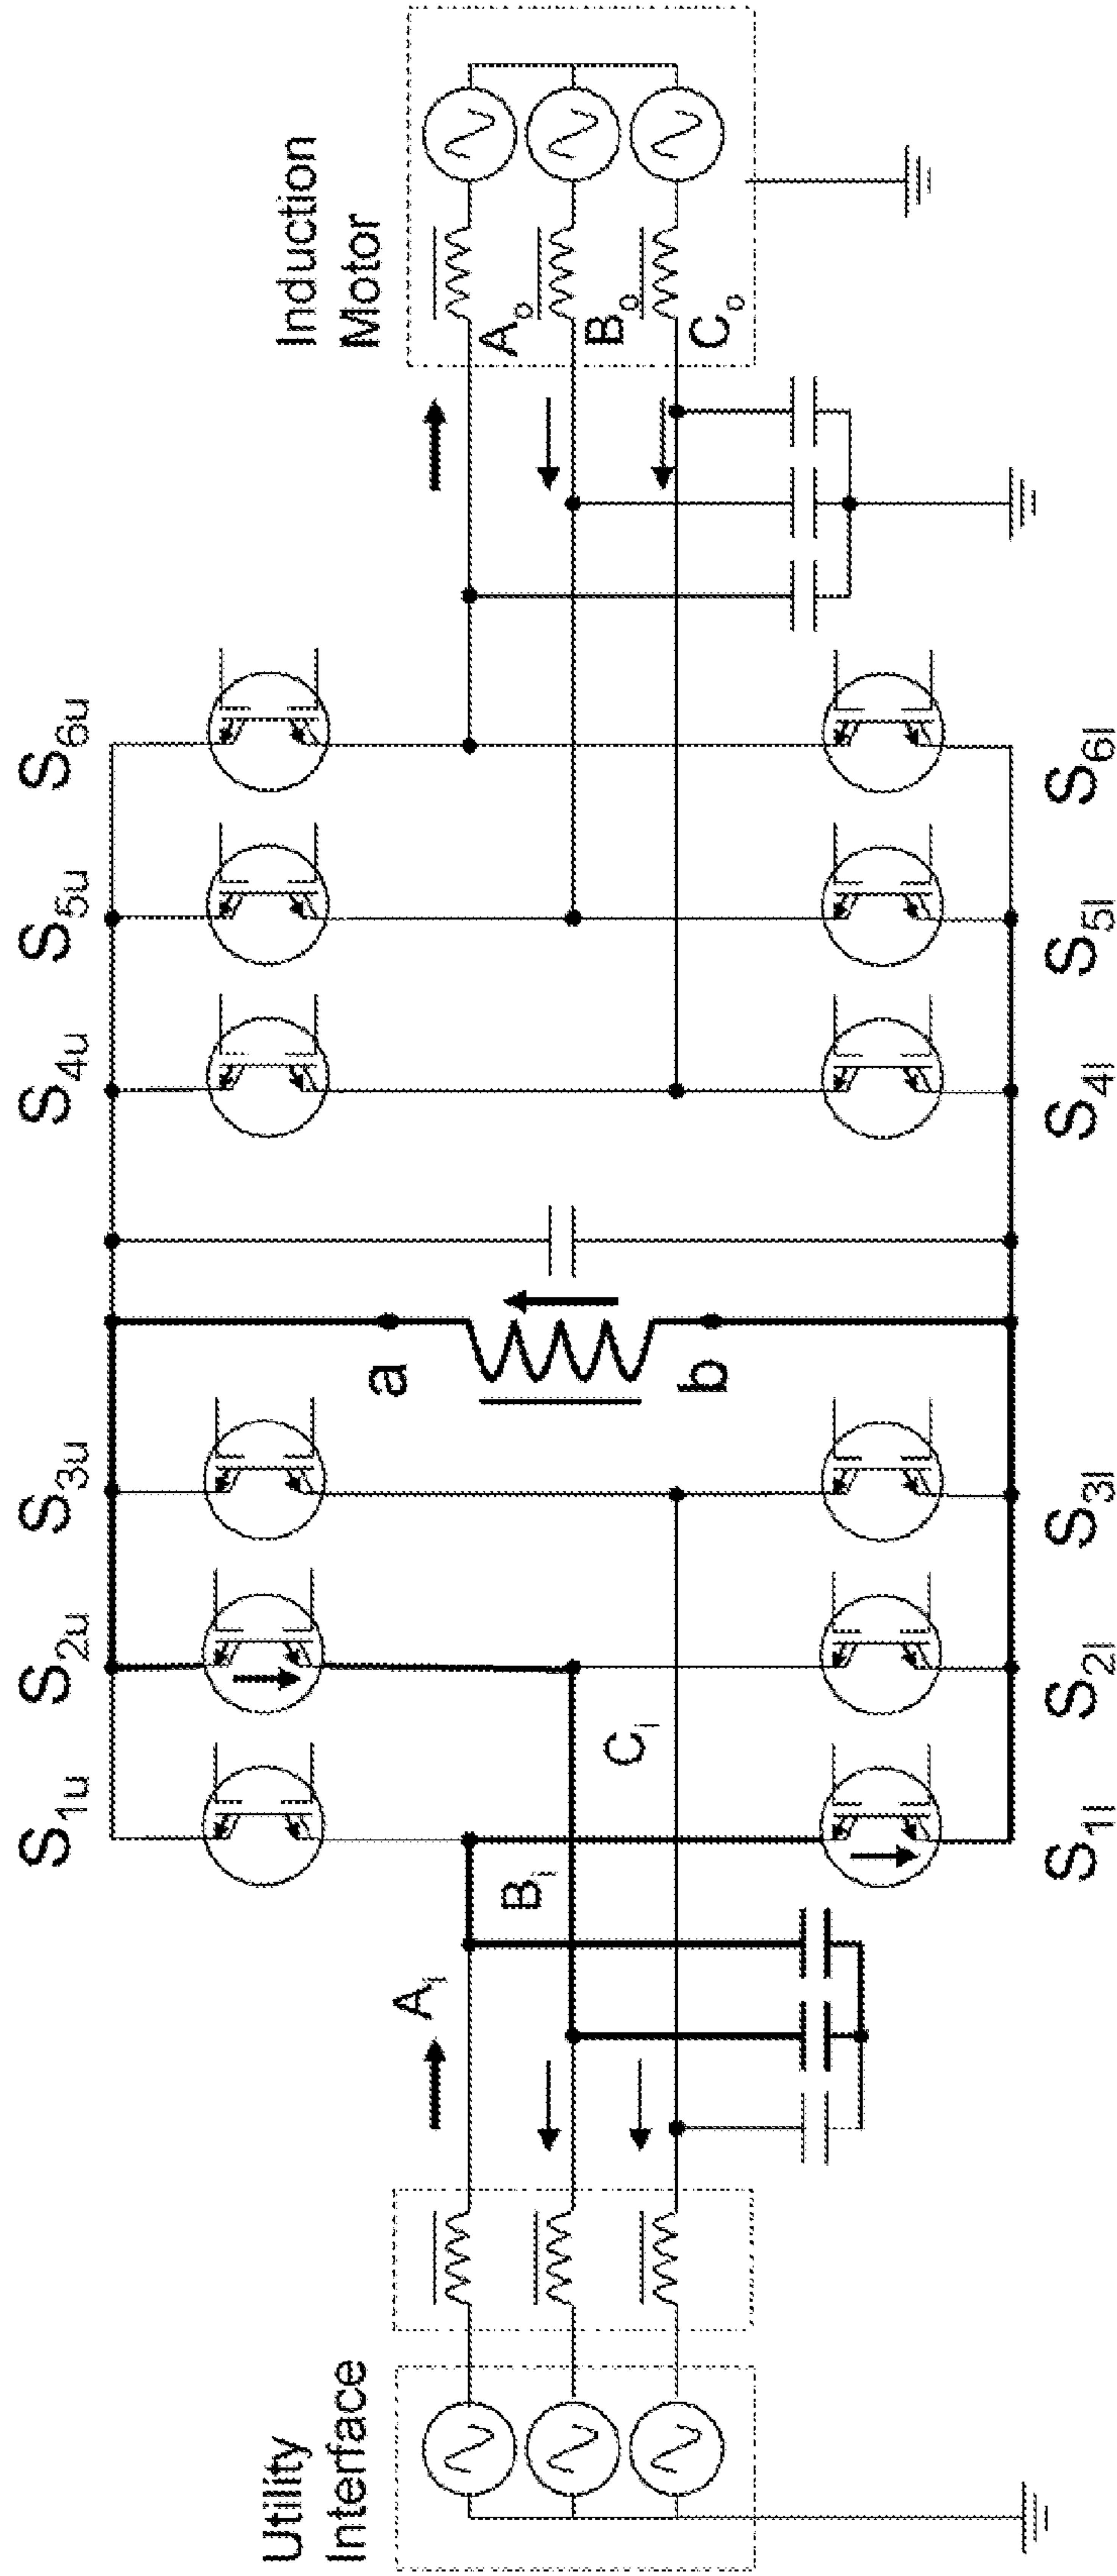 S1u
S2u
S3u
S4u
S5u
S6u
Utility
Interface
Induction
Motor
Ai
Bi
Ci
a
b
Ao
Bo
Co
S1l
S2l
S3l
S4l
S5l
S6l